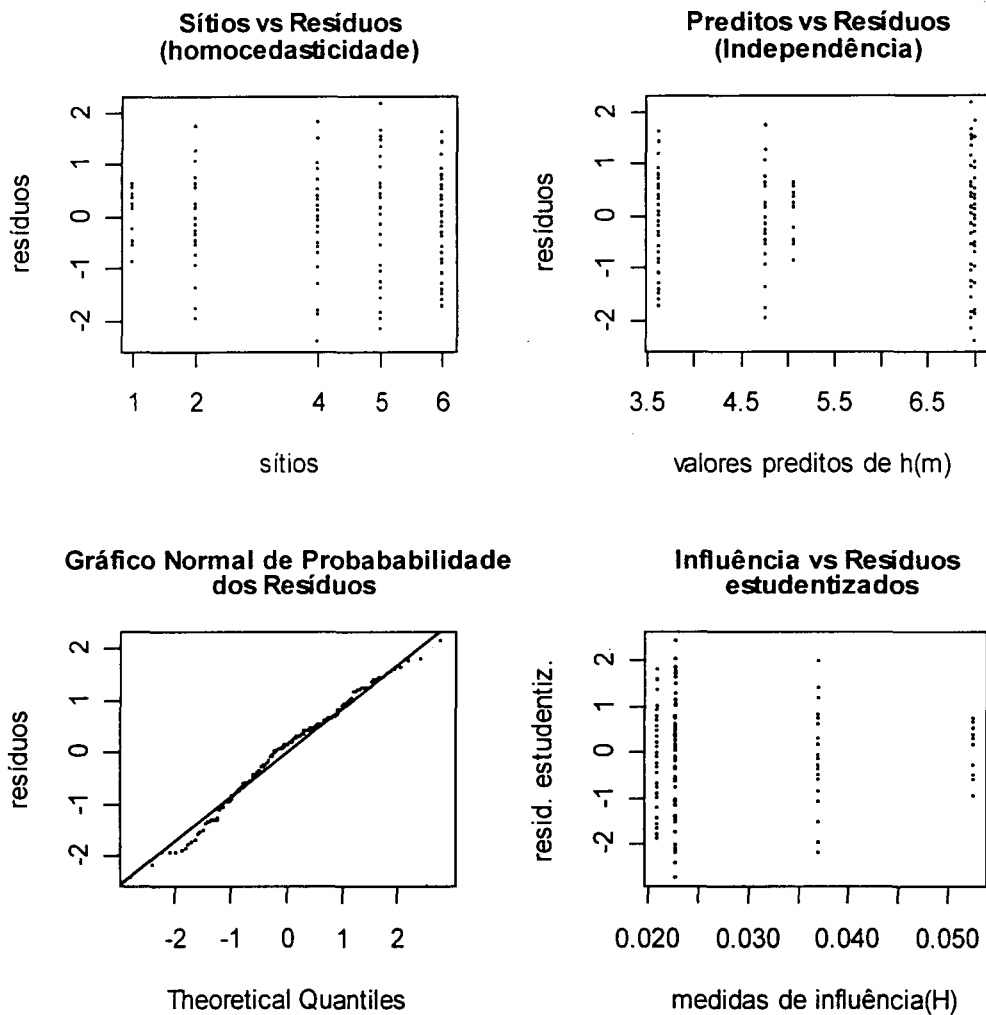 Sítios vs Resíduos
(homocedasticidade)
resíduos
2
1
0
-1
-2
1 2 4 5 6
sítios
Preditos vs Resíduos
(Independência)
resíduos
2
1
0
-1
-2
3.5 4.5 5.5 6.5
valores preditos de h(m)
Gráfico Normal de Probababilidade
dos Resíduos
resíduos
2
1
0
-1
-2
-2 -1 0 1 2
Theoretical Quantiles
Influência vs Resíduos
estudentizados
resid. estudentiz.
2
1
0
-1
-2
0.020 0.030 0.040 0.050
medidas de influência(H)